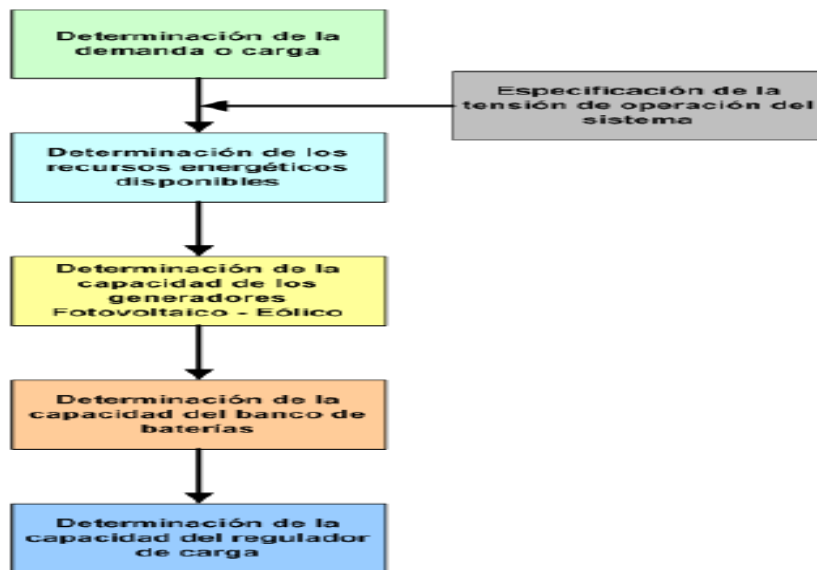 Determinación de la
demanda o carga
Especificación de la
tensión de operación del
sistema
Determinación de los
recursos energéticos
disponibles
Determinación de la
capacidad de los
generadores
Fotovoltaico - Eólico
Determinación de la
capacidad del banco de
baterías
Determinación de la
capacidad del regulador
de carga